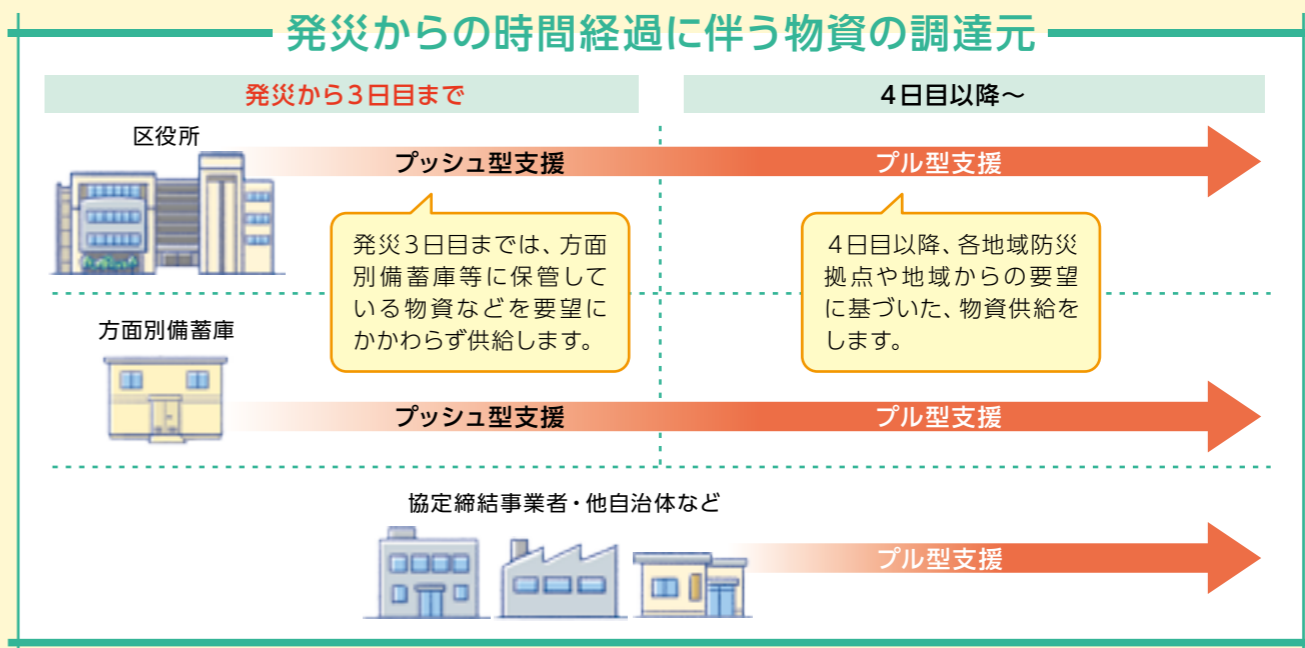 発災からの時間経過に伴う物資の調達元
発災から3日目まで
4日目以降～
区役所
プッシュ型支援
プル型支援
発災3日目までは、方面
別備蓄庫等に保管して
いる物資などを要望に
かかわらず供給します。
4日目以降、各地域防災
拠点や地域からの要望
に基づいた、物資供給を
します。
方面別備蓄庫
プッシュ型支援
プル型支援
協定締結事業者・他自治体など
プル型支援